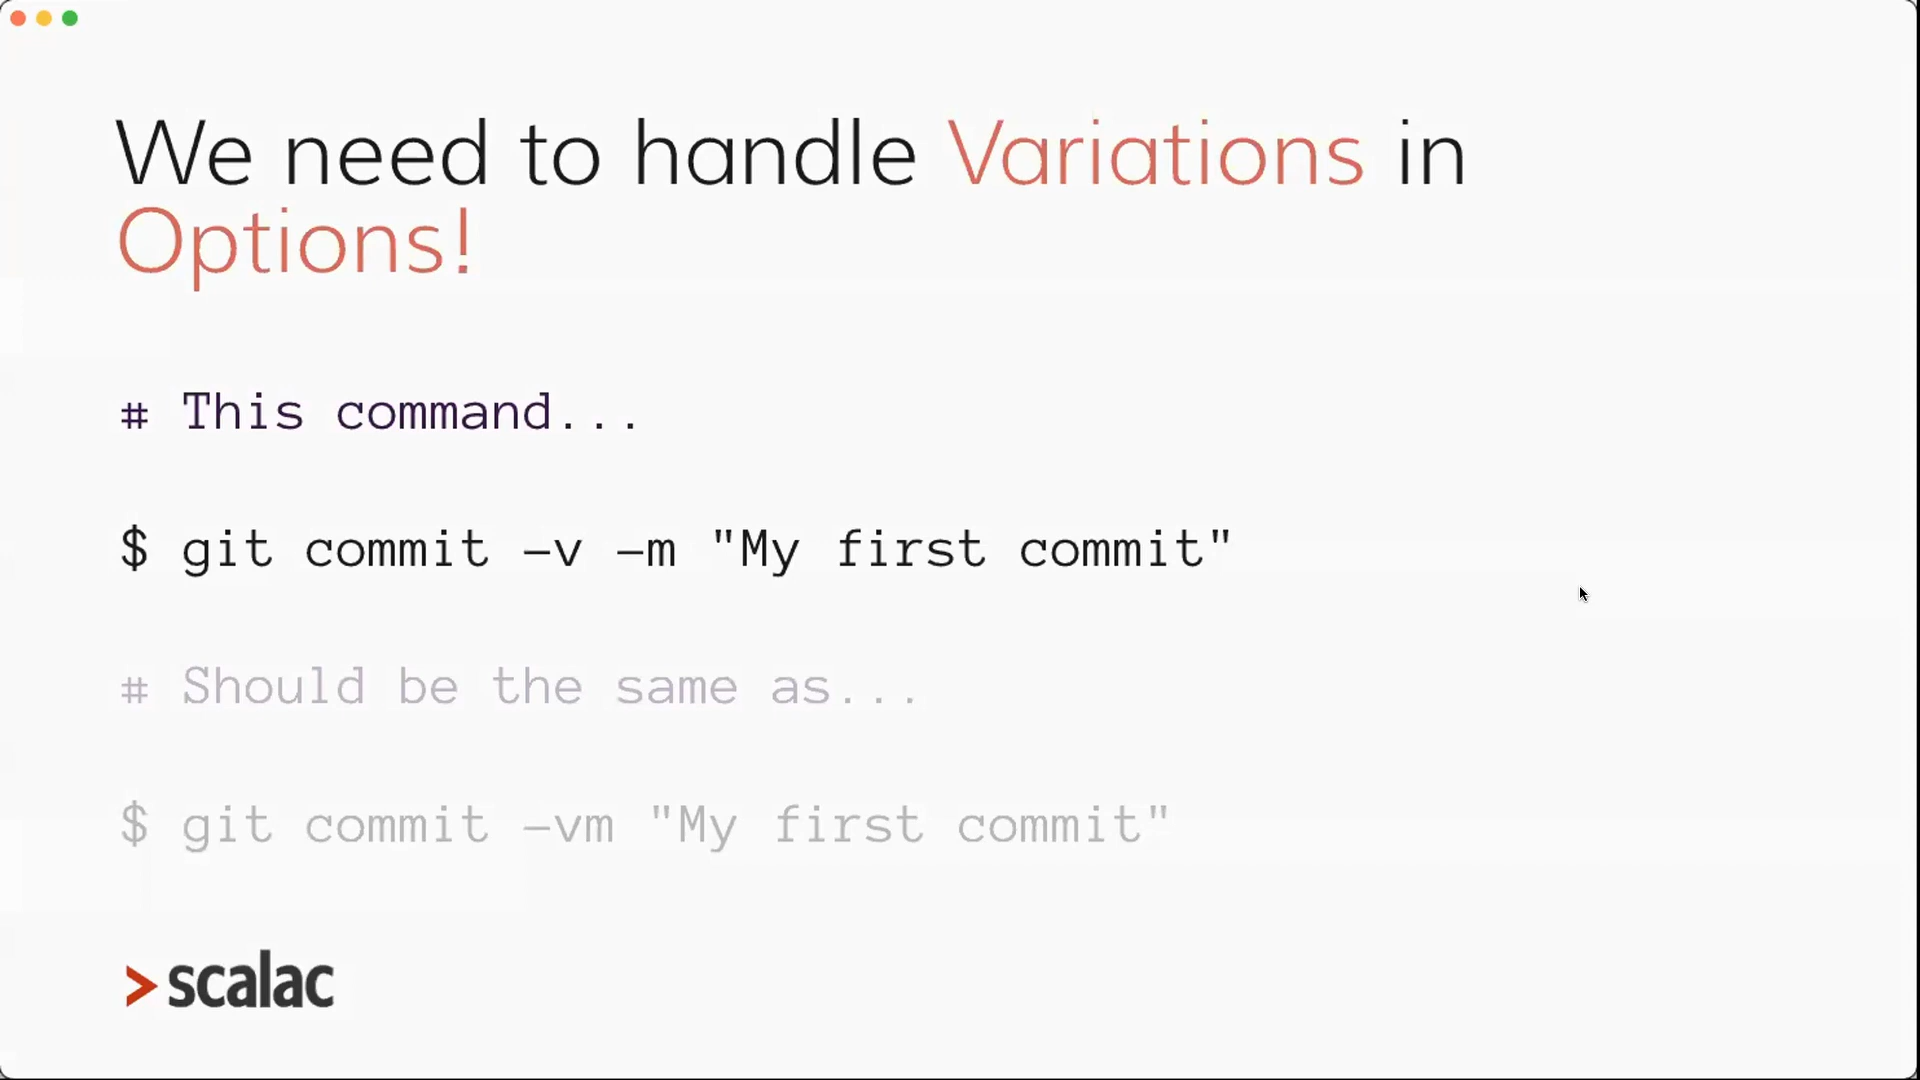 We need to handle Variations in
Options!
# This command...
$ git commit -v -m "My first commit"
# Should be the same as...
$ git commit -vm "My first commit"
> scalac